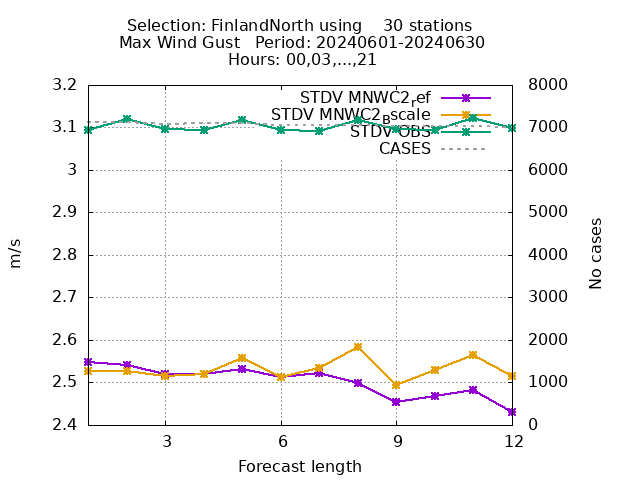 Selection: FinlandNorth using    30 stations
Max Wind Gust   Period: 20240601-20240630
Hours: 00,03,...,21
STDV MNWC2_ref
STDV MNWC2_Bscale
STDV OBS
CASES
3.2
3.1
3
2.9
2.8
2.7
2.6
2.5
2.4
m/s
8000
7000
6000
5000
4000
3000
2000
1000
0
No cases
3 6 9 12
Forecast length